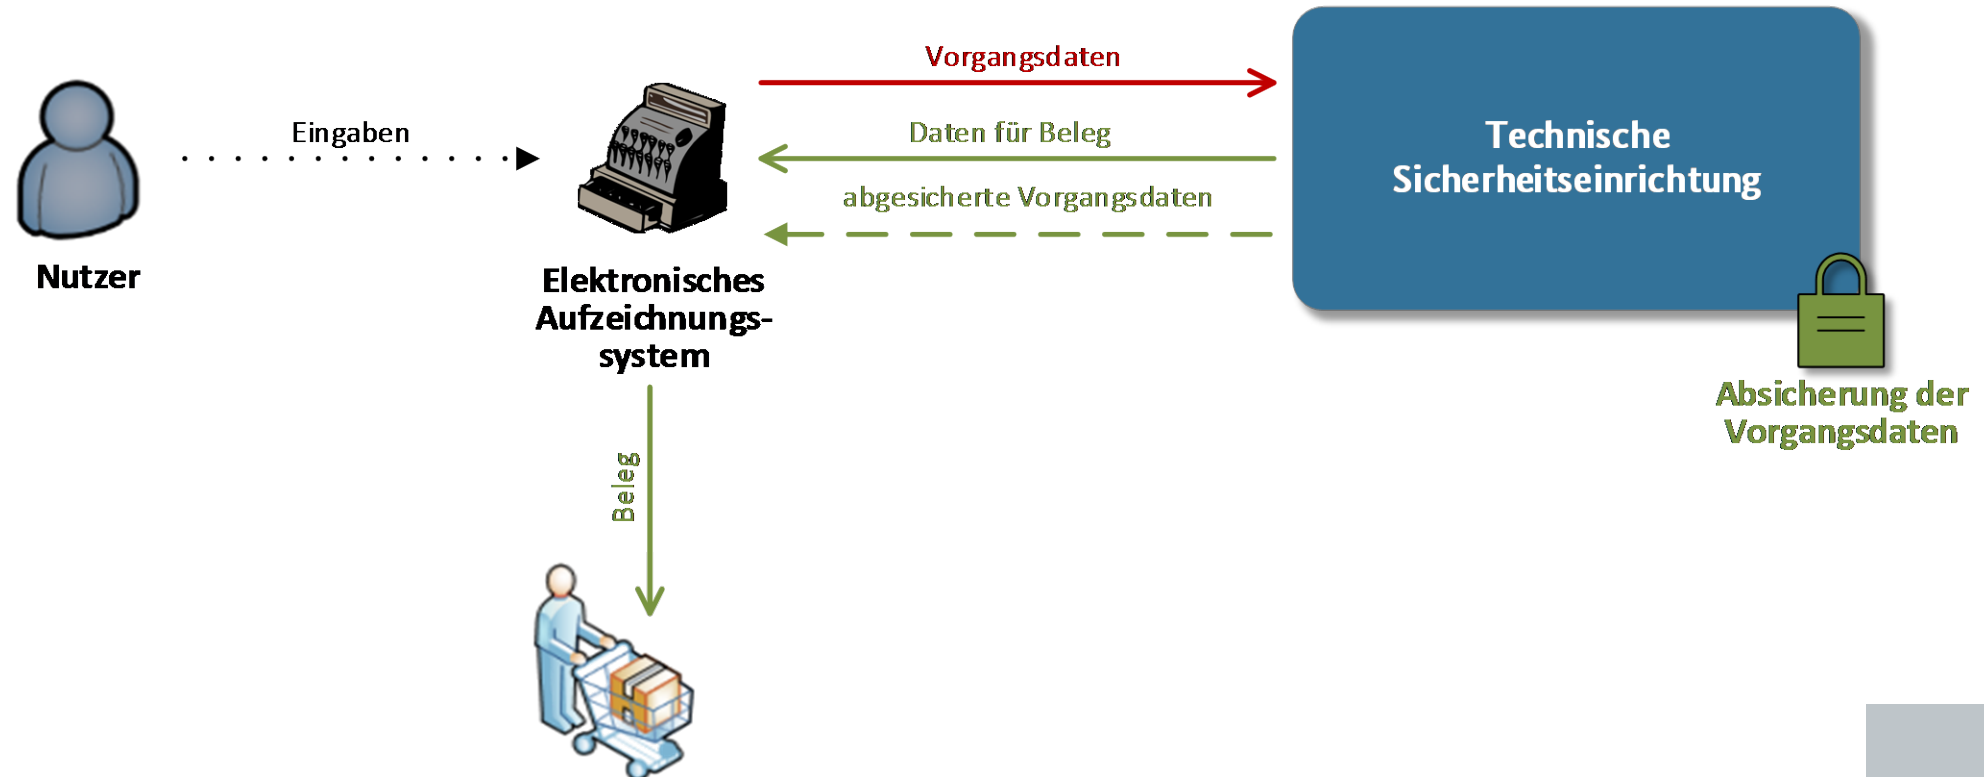 Vorgangsdaten
Eingaben
Daten für Beleg
abgesicherte Vorgangsdaten
Technische
Sicherheitseinrichtung
Nutzer
Elektronisches
Aufzeichnungs-
system
Absicherung der
Vorgangsdaten
Beleg